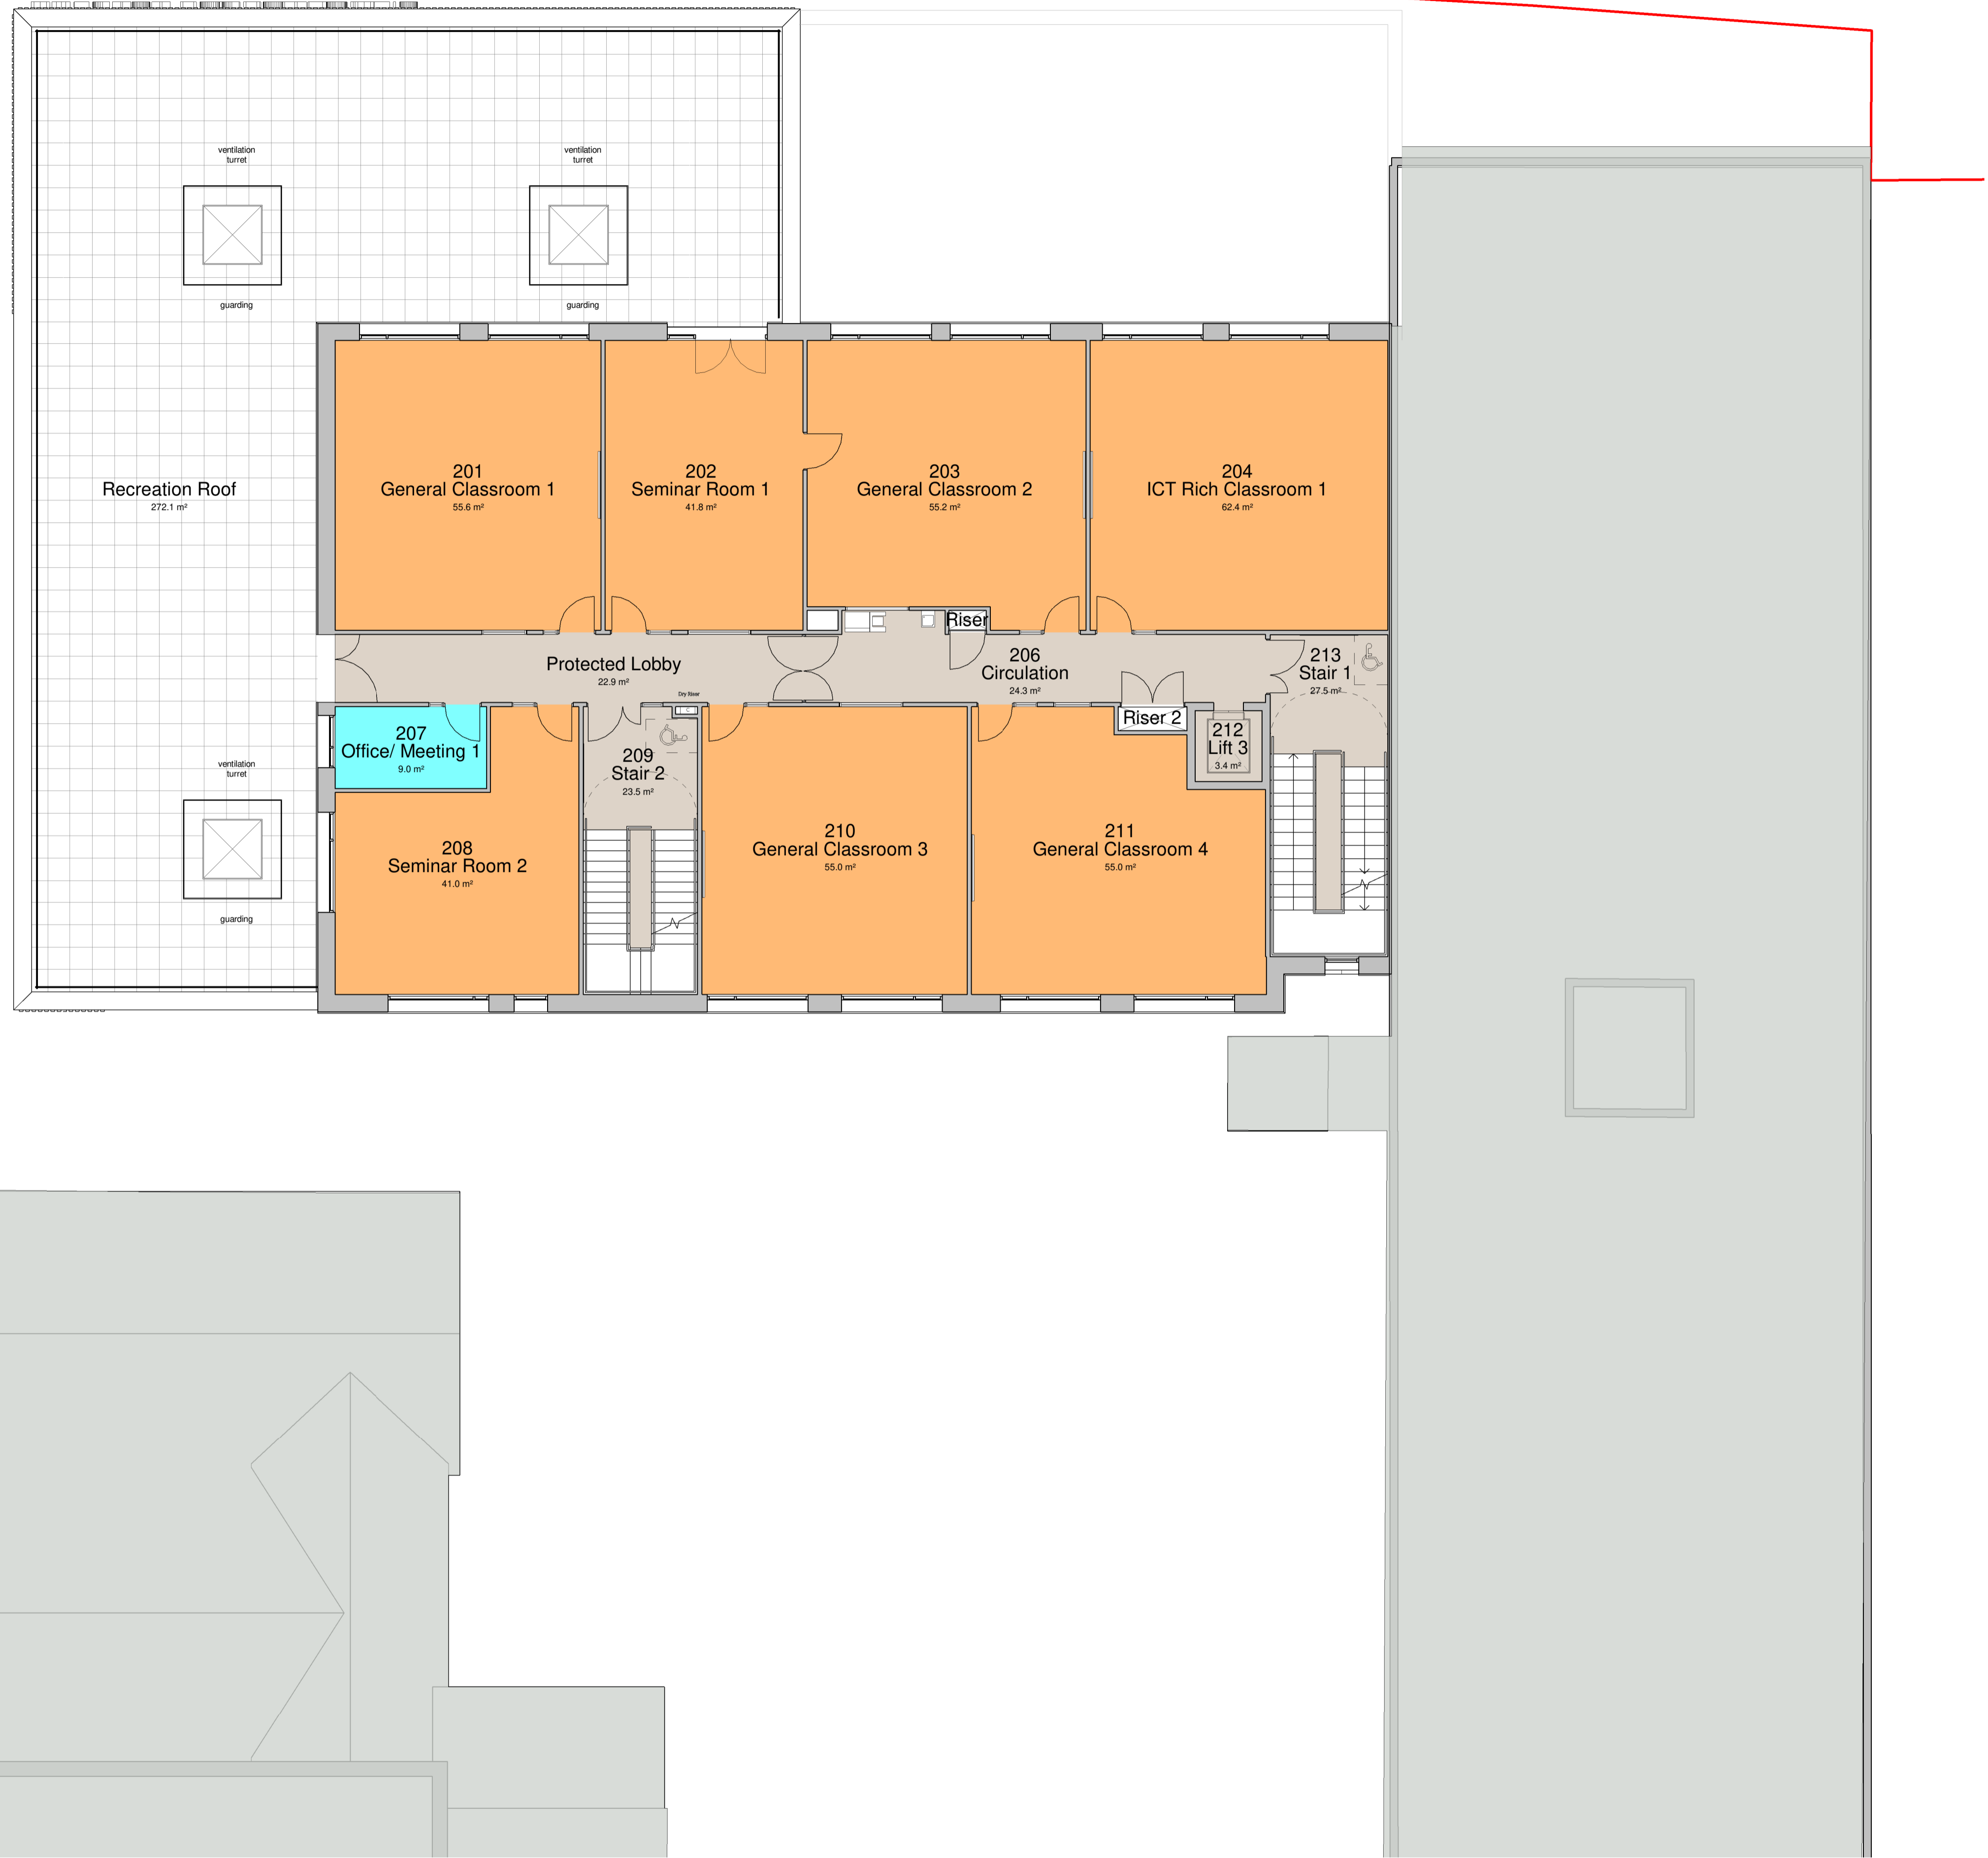 ventilation
turret
guarding
ventilation
turret
guarding
Recreation Roof
272.1 m²
201
General Classroom 1
55.6 m²
202
Seminar Room 1
41.8 m²
203
General Classroom 2
55.2 m²
204
ICT Rich Classroom 1
62.4 m²
Riser
Protected Lobby
22.9 m²
Dry Riser
206
Circulation
24.3 m²
213
Stair 1
27.5 m²
207
Office/ Meeting 1
9.0 m²
209
Stair 2
23.5 m²
Riser 2
212
Lift 3
3.4 m²
ventilation
turret
guarding
208
Seminar Room 2
41.0 m²
210
General Classroom 3
55.0 m²
211
General Classroom 4
55.0 m²